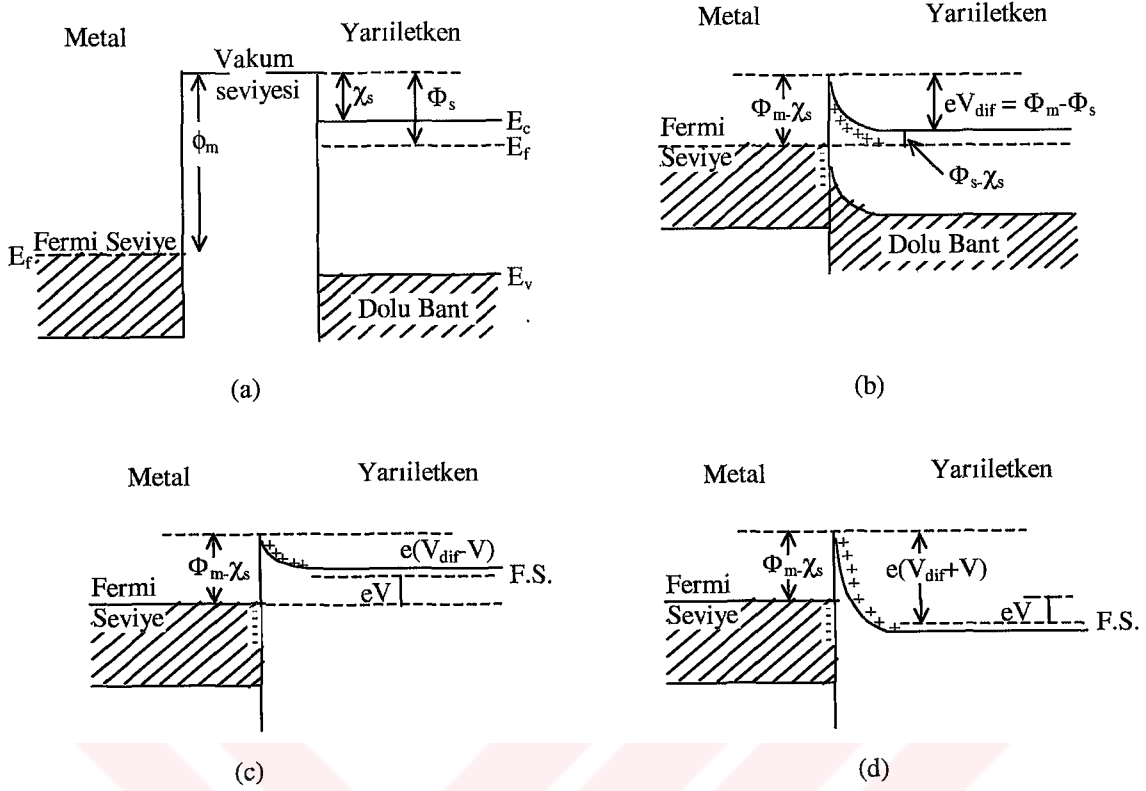 Metal
Yarıiletken
Vakum
seviyesi
χs
Φs
ϕm
Ec
Ef
Fermi Seviye
Ef
Ev
Dolu Bant
(a)
Metal
Yarıiletken
Φm-χs
eVdif = Φm-Φs
Fermi
Seviye
Φs-χs
Dolu Bant
(b)
Metal
Yarıiletken
Φm-χs
e(Vdif-V)
F.S.
Fermi
Seviye
eV
(c)
Metal
Yarıiletken
Φm-χs
e(Vdif+V)
Fermi
Seviye
eV
F.S.
(d)